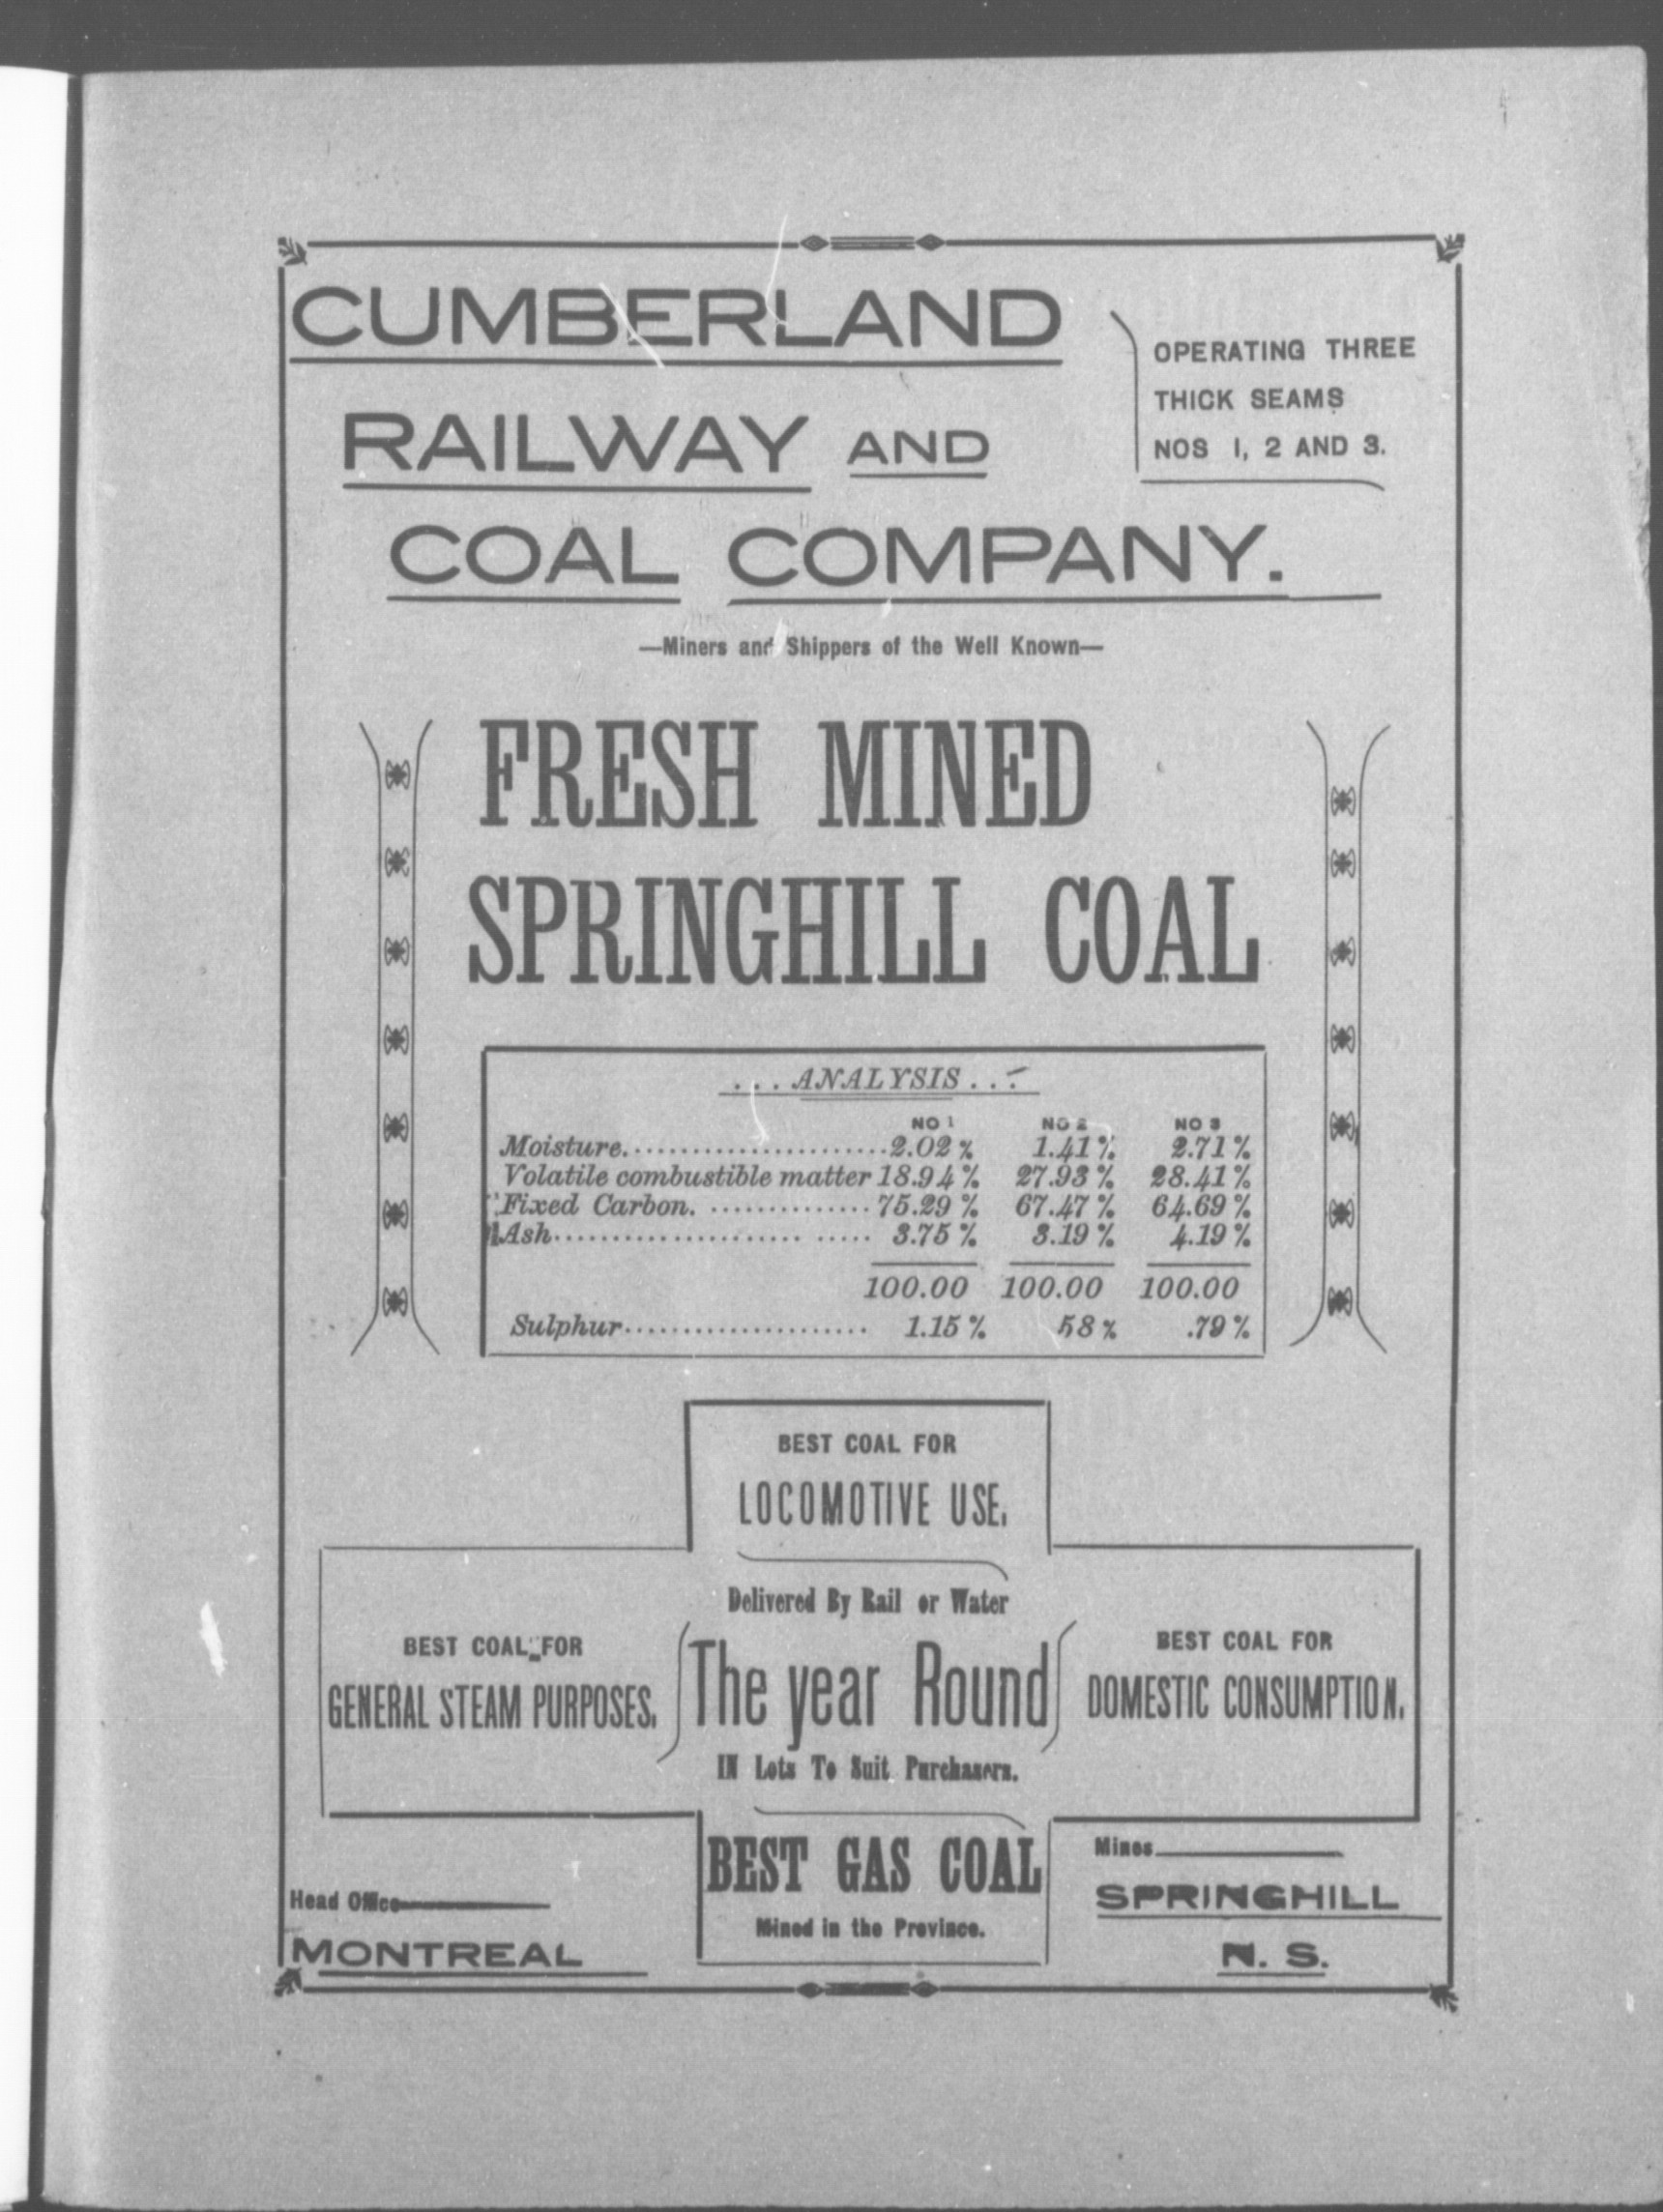 CUMBERLAND
RAILWAY AND
COAL COMPANY.
OPERATING THREE
THICK SEAMS
NOS 1, 2 AND 3.
—Miners and Shippers of the Well Known—
FRESH MINED
SPRINGHILL COAL
...ANALYSIS...
NO 1 NO 2 NO 3
Moisture........................2.02% 1.41% 2.71%
Volatile combustible matter 18.94% 27.93% 28.41%
Fixed Carbon. .............. 75.29% 67.47% 64.69%
Ash...................... ..... 3.75% 3.19% 4.19%
100.00 100.00 100.00
Sulphur...................... 1.15% 58% .79%
BEST COAL FOR
LOCOMOTIVE USE.
BEST COAL FOR
GENERAL STEAM PURPOSES.
Delivered By Rail or Water
The year Round
IN Lots To Suit Purchasers.
BEST COAL FOR
DOMESTIC CONSUMPTION.
BEST GAS COAL
Mined in the Province.
Head Office
MONTREAL
Mines
SPRINGHILL
N. S.